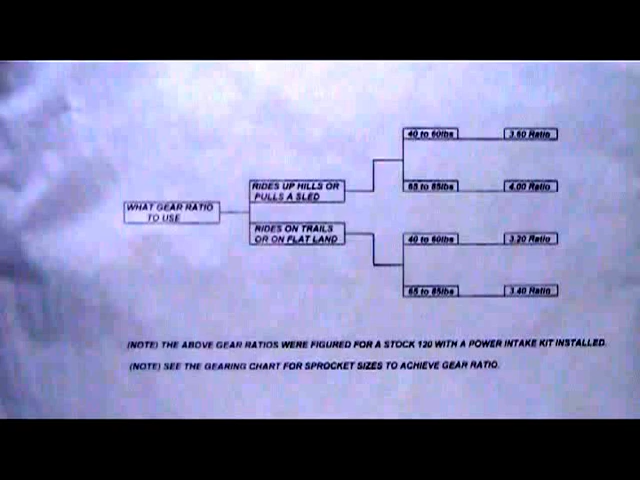 40 to 60lbs
3.60 Ratio
RIDES UP HILLS OR
PULLS A SLED
65 to 85lbs
4.00 Ratio
WHAT GEAR RATIO
TO USE
RIDES ON TRAILS
OR ON FLAT LAND
40 to 60lbs
3.20 Ratio
65 to 85lbs
3.40 Ratio
(NOTE) THE ABOVE GEAR RATIOS WERE FIGURED FOR A STOCK 120 WITH A POWER INTAKE KIT INSTALLED.
(NOTE) SEE THE GEARING CHART FOR SPROCKET SIZES TO ACHIEVE GEAR RATIO.